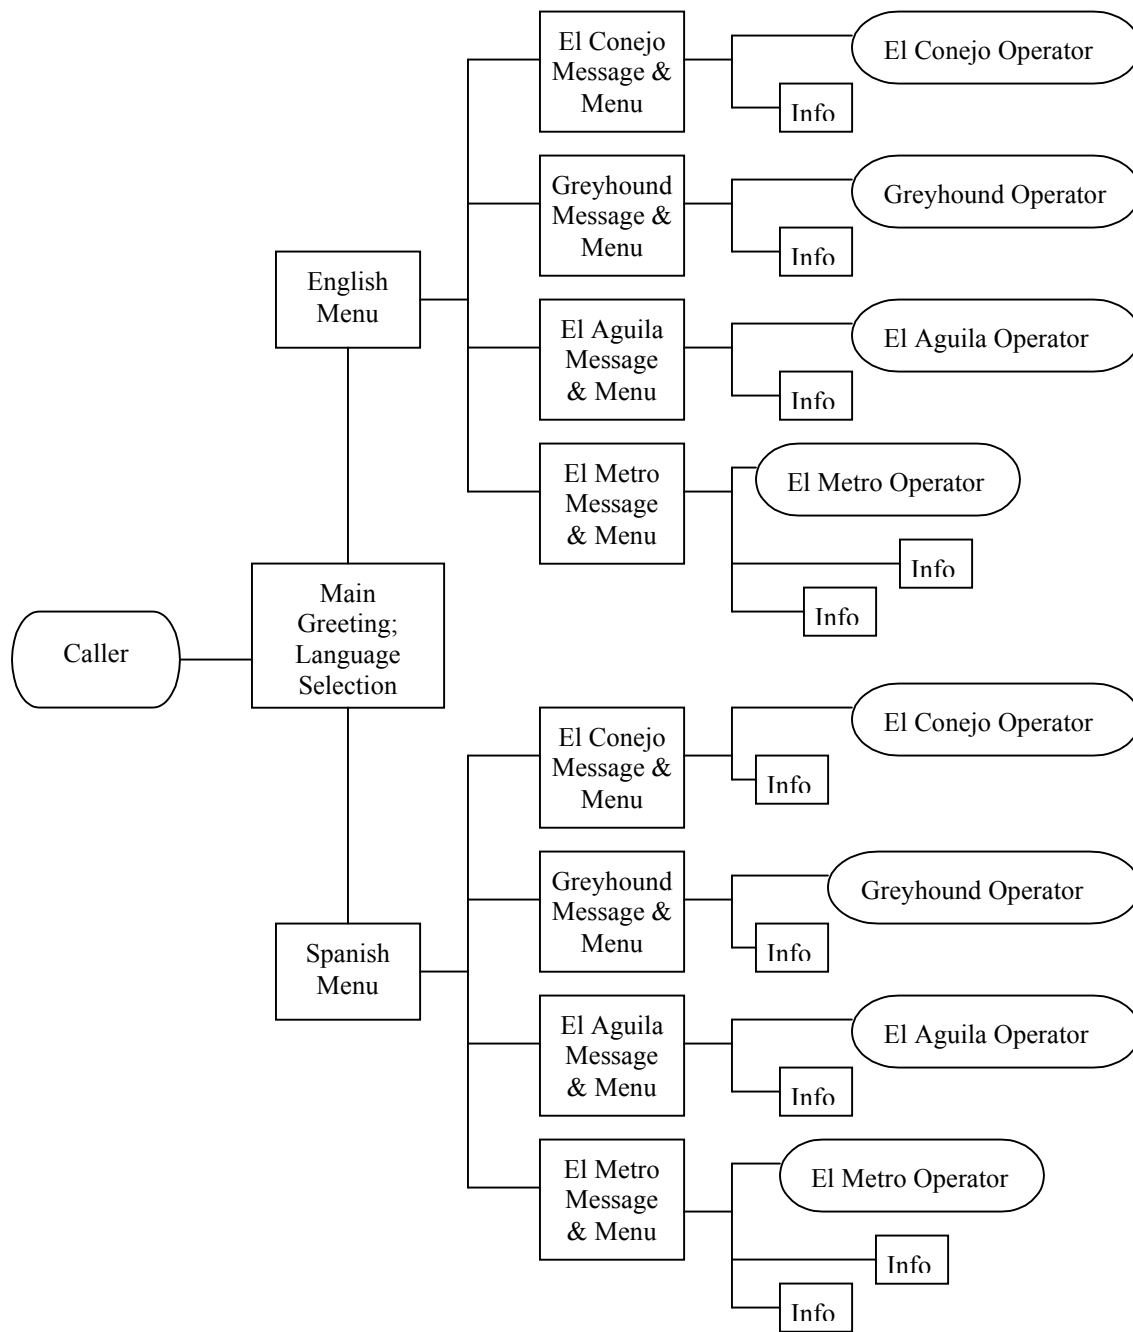 El Conejo
Message &
Menu
El Conejo Operator
Info
Greyhound
Message &
Menu
Greyhound Operator
Info
English
Menu
El Aguila
Message
& Menu
El Aguila Operator
Info
El Metro
Message
& Menu
El Metro Operator
Info
Info
Main
Greeting;
Language
Selection
Caller
El Conejo
Message &
Menu
El Conejo Operator
Info
Greyhound
Message &
Menu
Greyhound Operator
Info
Spanish
Menu
El Aguila
Message
& Menu
El Aguila Operator
Info
El Metro
Message
& Menu
El Metro Operator
Info
Info